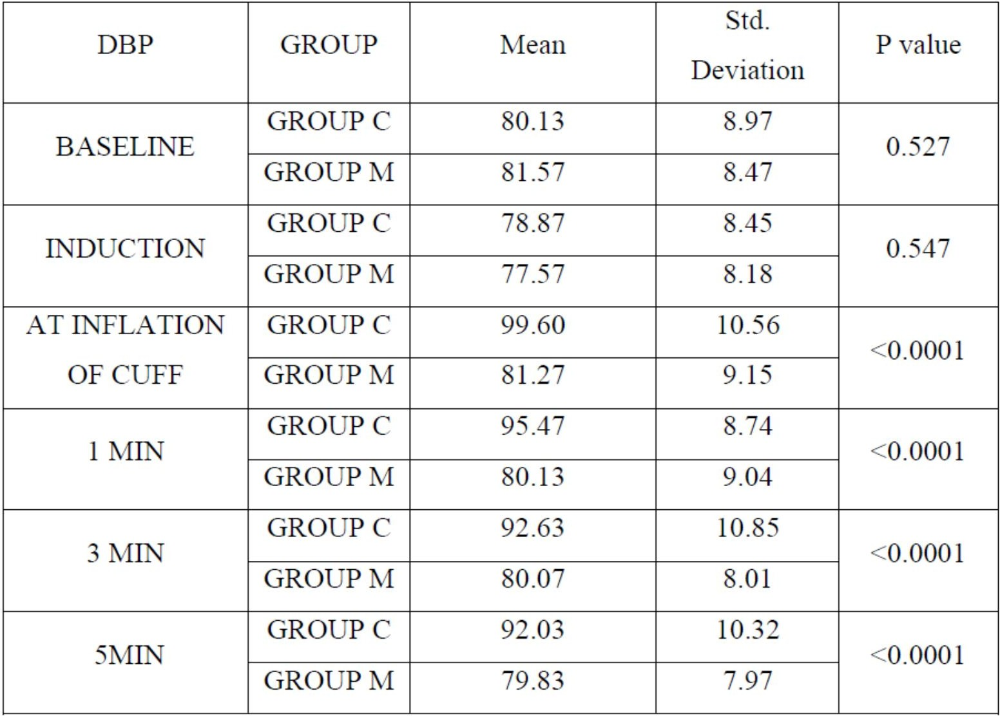 DBP GROUP Mean Std. Deviation P value
BASELINE GROUP C 80.13 8.97 0.527
GROUP M 81.57 8.47
INDUCTION GROUP C 78.87 8.45 0.547
GROUP M 77.57 8.18
AT INFLATION OF CUFF GROUP C 99.60 10.56 <0.0001
GROUP M 81.27 9.15
1 MIN GROUP C 95.47 8.74 <0.0001
GROUP M 80.13 9.04
3 MIN GROUP C 92.63 10.85 <0.0001
GROUP M 80.07 8.01
5MIN GROUP C 92.03 10.32 <0.0001
GROUP M 79.83 7.97